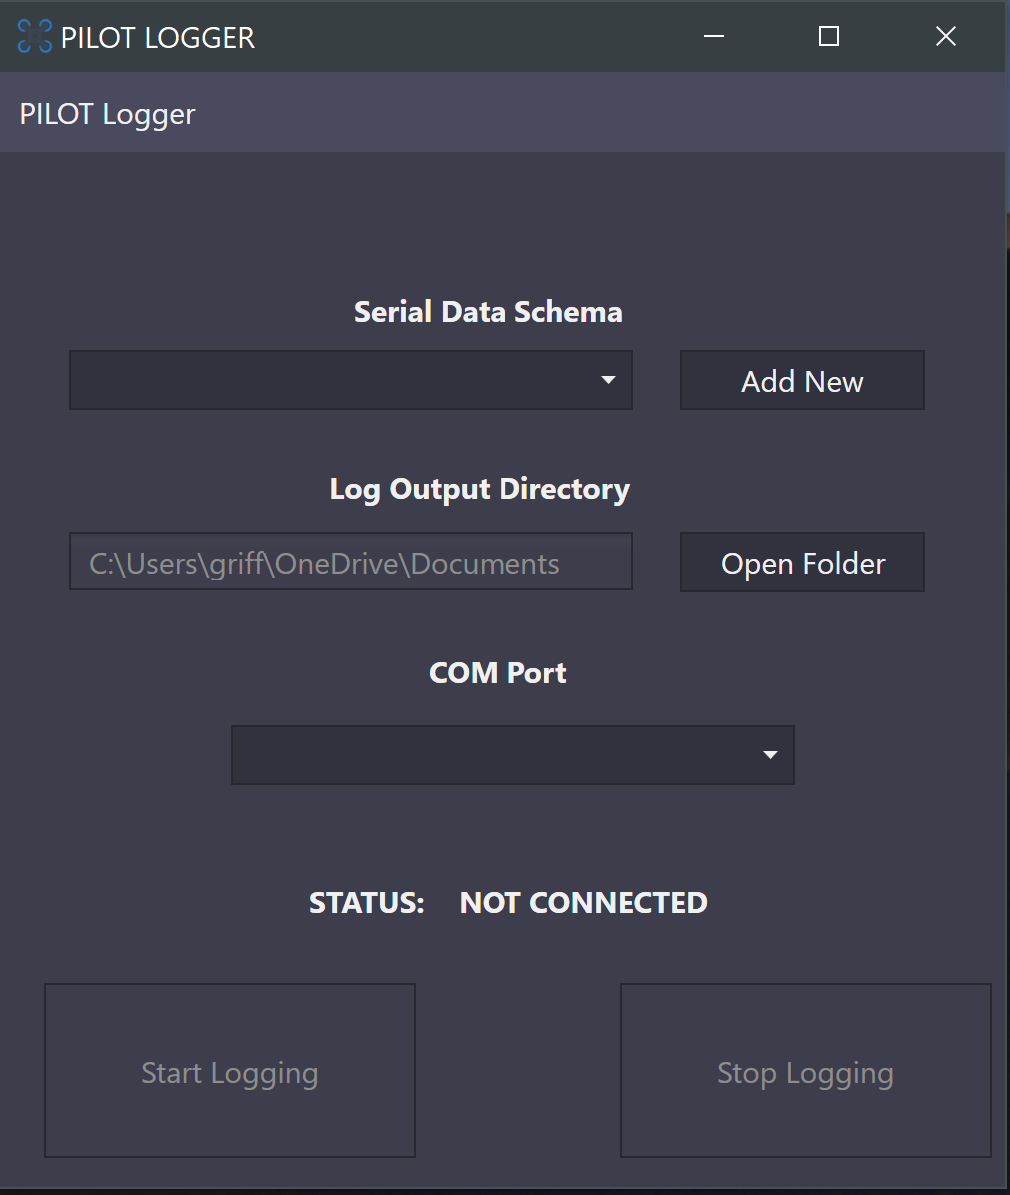 PILOT LOGGER
PILOT Logger
Serial Data Schema
Add New
Log Output Directory
C:\Users\griff\OneDrive\Documents
Open Folder
COM Port
STATUS: NOT CONNECTED
Start Logging
Stop Logging